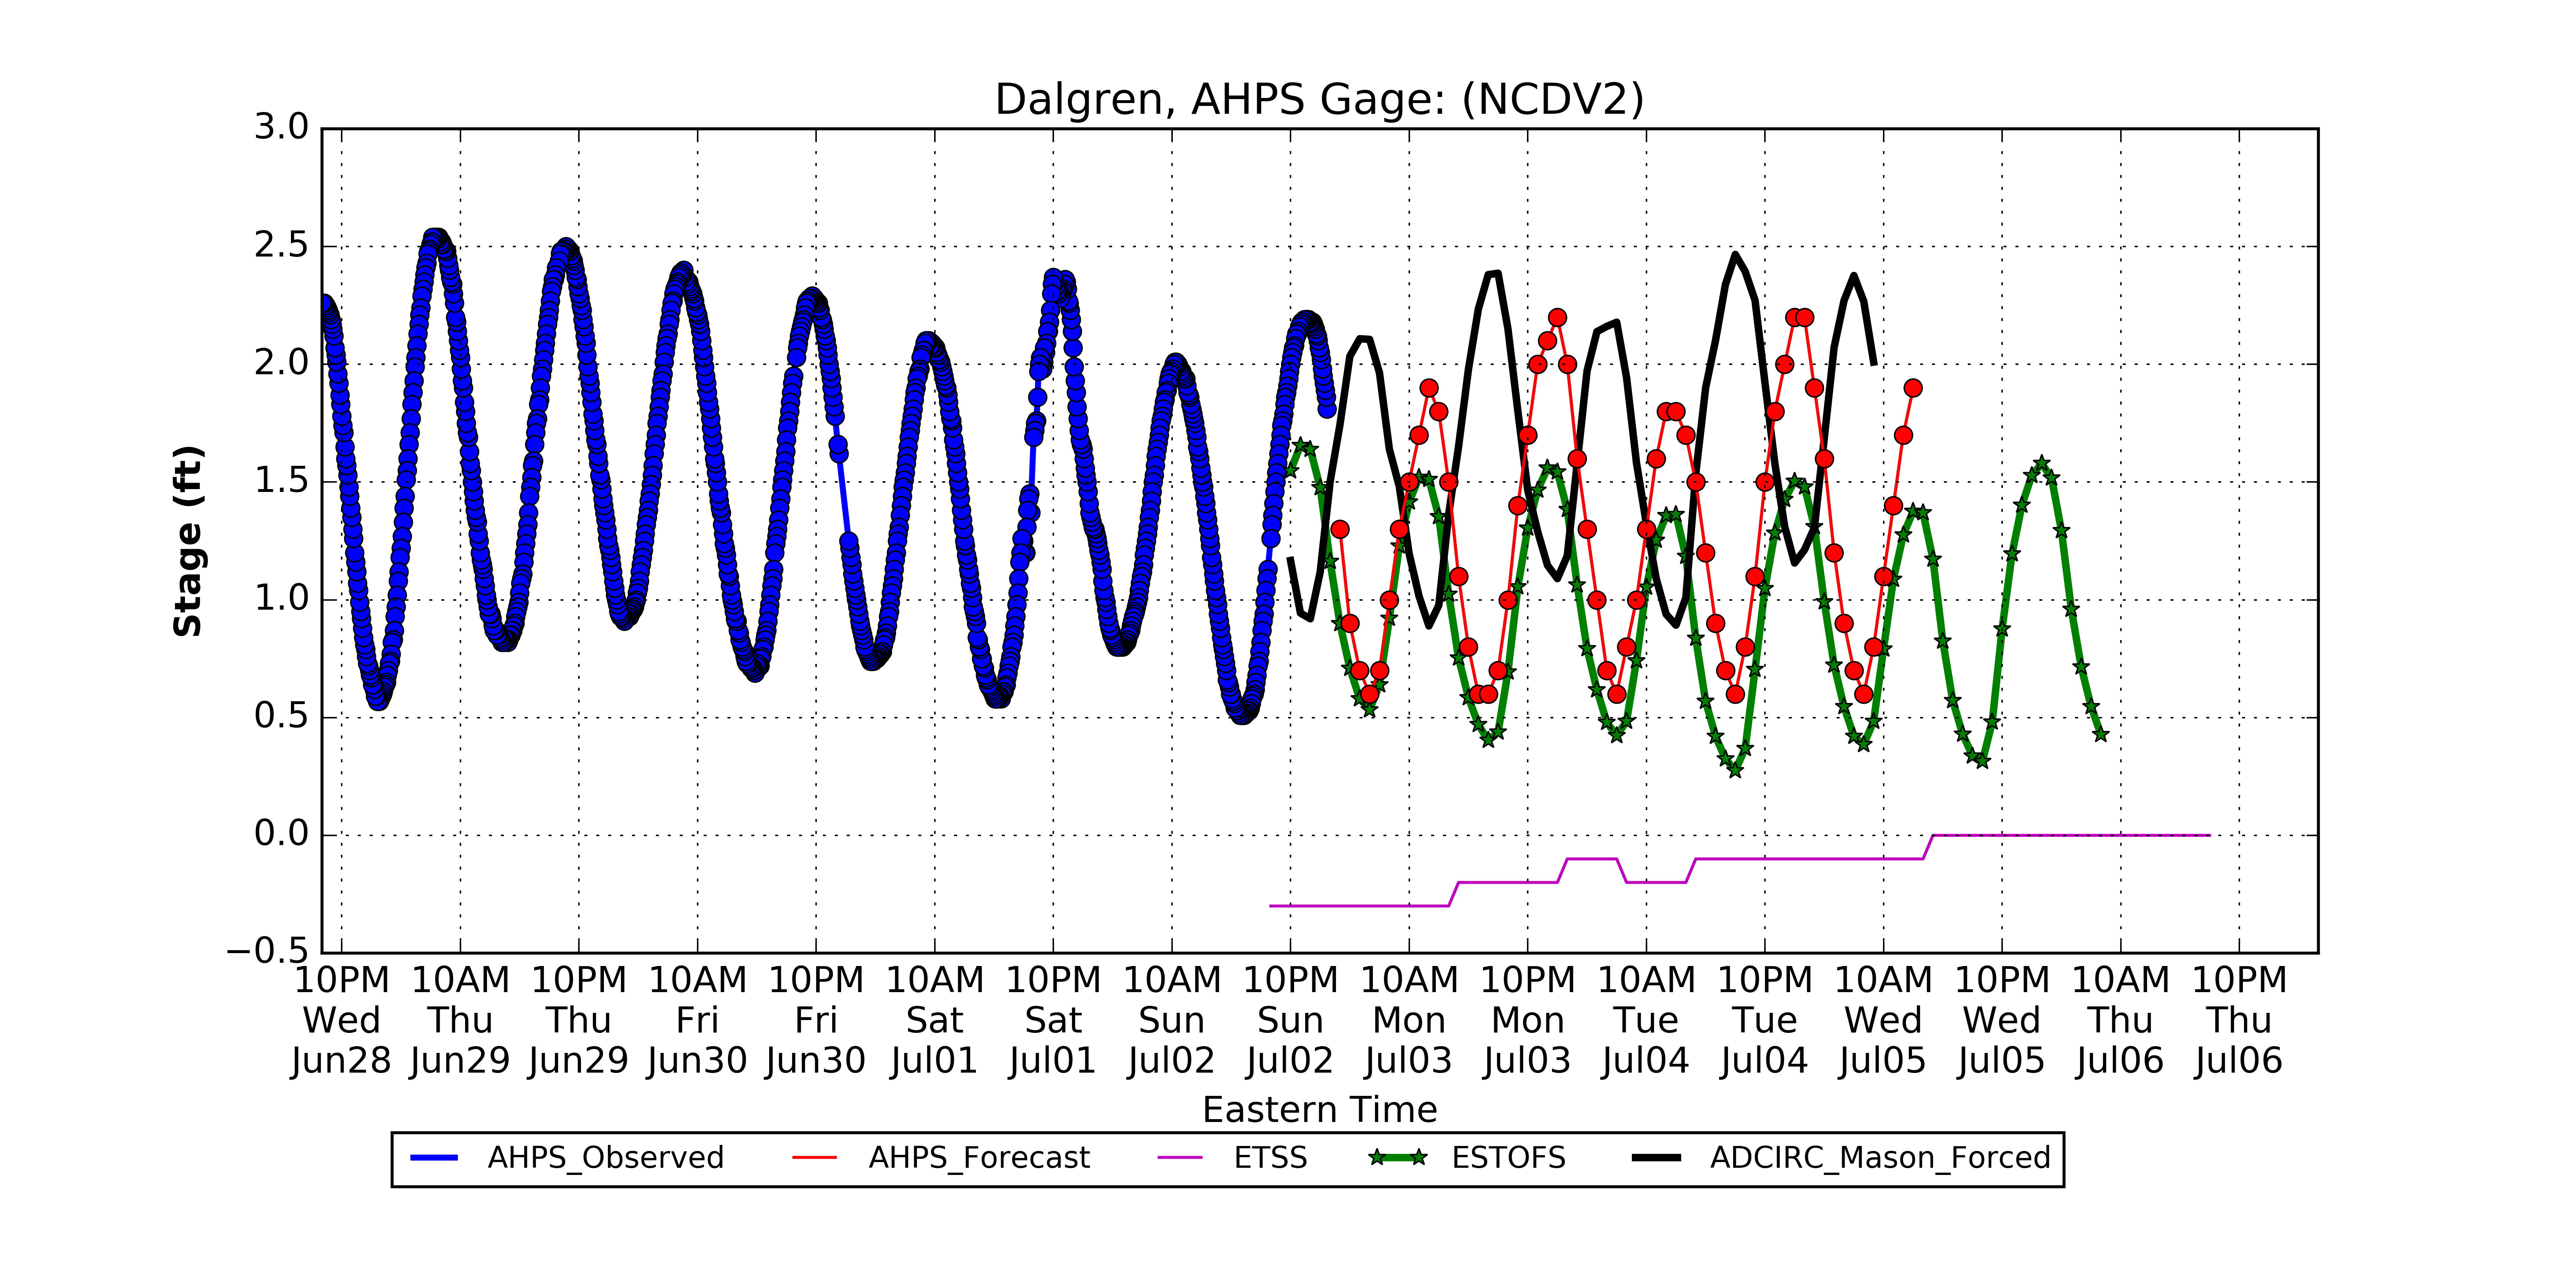 Dalgren, AHPS Gage: (NCDV2)
3.0
2.5
2.0
1.5
1.0
0.5
0.0
−0.5
Stage (ft)
10PM 10AM 10PM 10AM 10PM 10AM 10PM 10AM 10PM 10AM 10PM 10AM 10PM 10AM 10PM 10AM 10PM
Wed Thu Thu Fri Fri Sat Sat Sun Sun Mon Mon Tue Tue Wed Wed Thu Thu
Jun28 Jun29 Jun29 Jun30 Jun30 Jul01 Jul01 Jul02 Jul02 Jul03 Jul03 Jul04 Jul04 Jul05 Jul05 Jul06 Jul06
Eastern Time
AHPS_Observed AHPS_Forecast ETSS ESTOFS ADCIRC_Mason_Forced